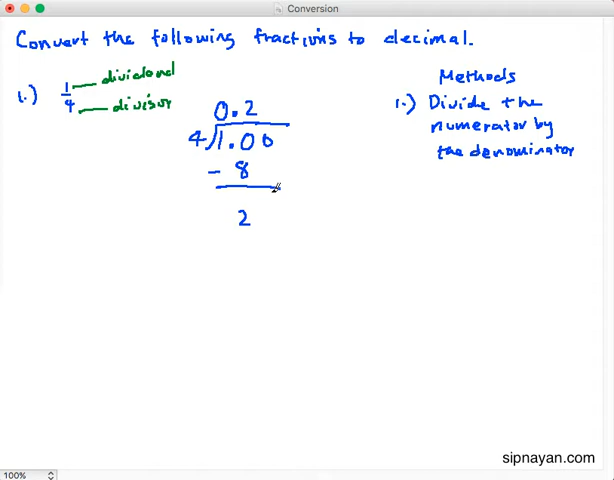 Conversion
Convert the following fractions to decimal.
1.) 1/4 dividend
divisor
0.2
4)1.00
- 8
2
Methods
1.) Divide the
numerator by
the denominator
sipnayan.com
100%